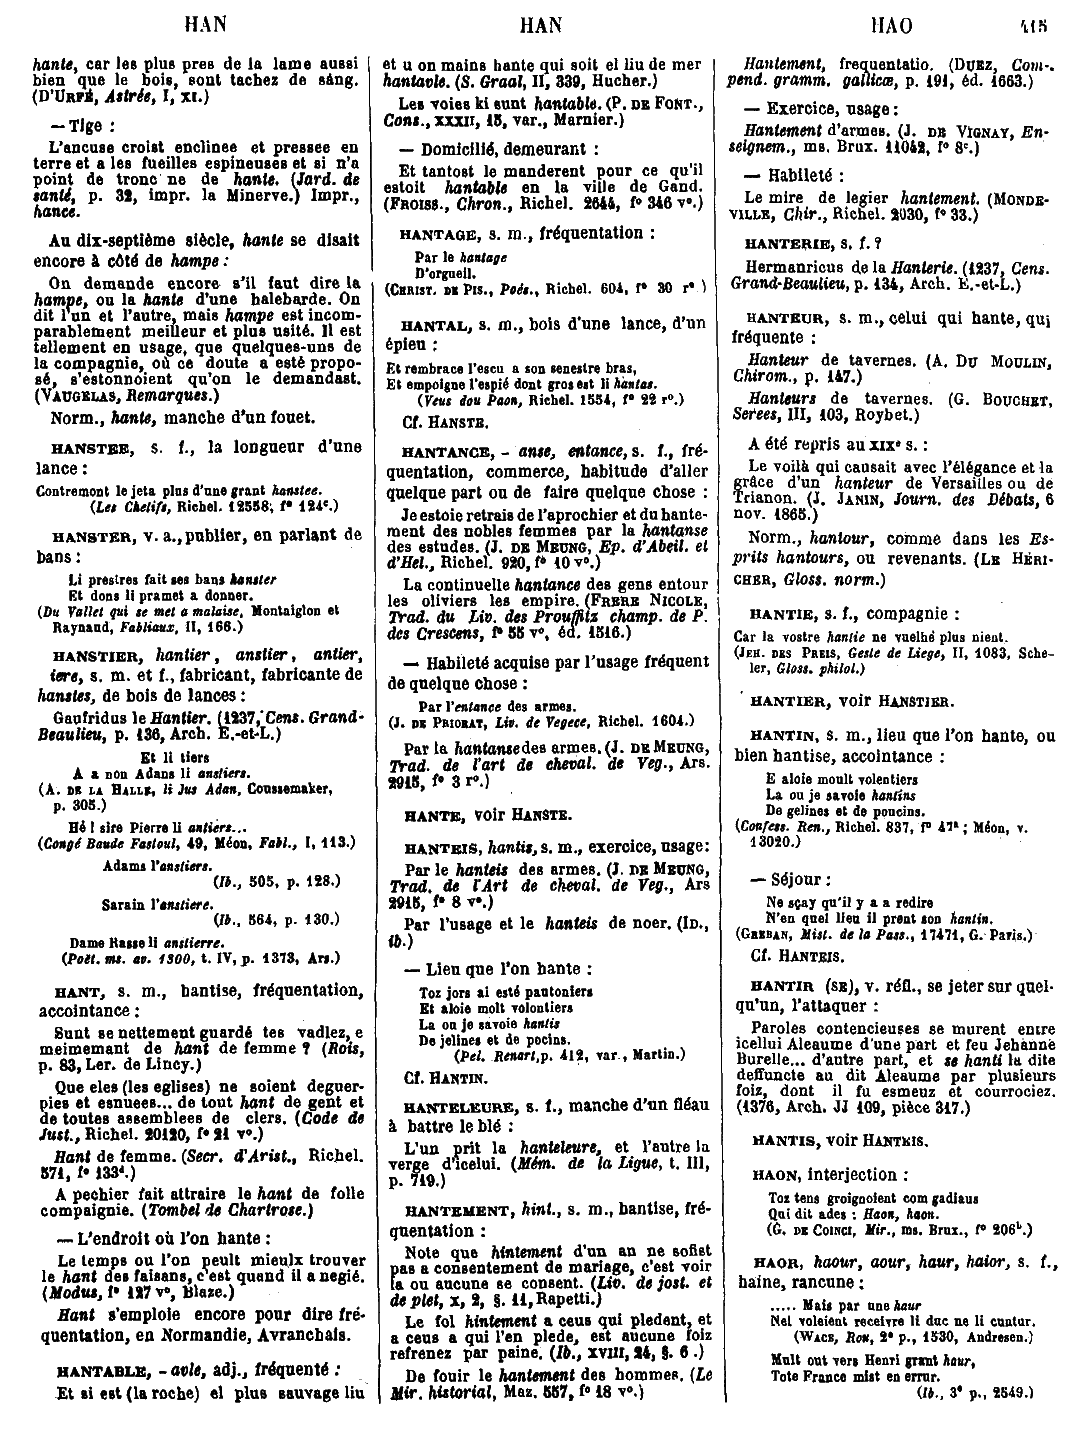 HAN
HAN
HAO
415
hante, car les plus pres de la lame aussi
bien que le bois, sont tachez de sang.
(D'URFÉ, Astrée, I, XI.)
— Tige :
L'ancuse croist enclinee et pressee en
terre et a les fueilles espineuses et si n'a
point de tronc ne de hante. (Jard. de
santé, p. 32, impr. la Minerve.) Impr.,
hance.
Au dix-septième siècle, hante se disait
encore à côté de hampe :
On demande encore s'il faut dire la
hampe, ou la hante d'une halebarde. On
dit l'un et l'autre, mais hampe est incom-
parablement meilleur et plus usité. Il est
tellement en usage, que quelques-uns de
la compagnie, où ce doute a esté propo-
sé, s'estonnoient qu'on le demandast.
(VAUGELAS, Remarques.)
Norm., hante, manche d'un fouet.
HANSTEE, s. f., la longueur d'une
lance :
Contremont le jeta plus d'une grant hanstee.
(Les Chetifs, Richel. 12558, f° 124c.)
HANSTER, v. a., publier, en parlant de
bans :
Li prestres fait ses bans hanster
Et dons li pramet a donner.
(Du Vallet qui se met a malaise, Montaiglon et
Raynaud, Fabliaux, II, 166.)
HANSTIER, hantier, anstier, antier,
iere, s. m. et f., fabricant, fabricante de
hanstes, de bois de lances :
Gaufridus le Hantier. (1237, Cens. Grand-
Beaulieu, p. 136, Arch. E.-et-L.)
Et li tiers
A a non Adans li anstiers.
(A. DE LA HALLE, li Jus Adan, Coussemaker,
p. 305.)
Hé ! sire Pierre li antiers...
(Congé Baude Fastoul, 49, Méon, Fabl., I, 113.)
Adams l'anstiers.
(Ib., 505, p. 128.)
Sarain l'anstiere.
(Ib., 564, p. 130.)
Dame Rasse li anstierre.
(Poët. ms. av. 1300, t. IV, p. 1373, Ars.)
HANT, s. m., hantise, fréquentation,
accointance :
Sunt se nettement guardé tes vadlez, e
meimemant de hant de femme ? (Rois,
p. 83, Ler. de Lincy.)
Que eles (les eglises) ne soient deguer-
pies et esnuees... de tout hant de gent et
de toutes assemblees de clers. (Code de
Just., Richel. 20120, f° 21 v°.)
Hant de femme. (Secr. d'Arist., Richel.
571, f° 133d.)
A pechier fait attraire le hant de folle
compaignie. (Tombel de Chartrose.)
— L'endroit où l'on hante :
Le temps ou l'on peult mieulx trouver
le hant des faisans, c'est quand il a negié.
(Modus, f° 127 v°, Blaze.)
Hant s'emploie encore pour dire fré-
quentation, en Normandie, Avranchais.
HANTABLE, - avle, adj., fréquenté :
Et si est (la roche) el plus sauvage liu
et u on mains hante qui soit el liu de mer
hantavle. (S. Graal, II, 339, Hucher.)
Les voies ki sunt hantable. (P. DE FONT.,
Cons., XXXII, 15, var., Marnier.)
— Domicilié, demeurant :
Et tantost le manderent pour ce qu'il
estoit hantable en la ville de Gand.
(FROISS., Chron., Richel. 2644, f° 346 v°.)
HANTAGE, s. m., fréquentation :
Par le hantage
D'orgueil.
(CHRIST. DE PIS., Poés., Richel. 604, f° 30 r°)
HANTAL, s. m., bois d'une lance, d'un
épieu :
Et rembrace l'escu a son senestre bras,
Et empoigne l'espié dont gros est li hantas.
(Veus dou Paon, Richel. 1554, f° 22 r°.)
Cf. HANSTE.
HANTANCE, - anse, entance, s. f., fré-
quentation, commerce, habitude d'aller
quelque part ou de faire quelque chose :
Je estoie retrais de l'aprochier et du hante-
ment des nobles femmes par la hantanse
des estudes. (J. DE MEUNG, Ep. d'Abeil. et
d'Hel., Richel. 920, f° 10 v°.)
La continuelle hantance des gens entour
les oliviers les empire. (FRERE NICOLE,
Trad. du Liv. des Prouffitz champ. de P.
des Crescens, f° 55 v°, éd. 1516.)
— Habileté acquise par l'usage fréquent
de quelque chose :
Par l'entance des armes.
(J. DE PRIORAT, Liv. de Vegece, Richel. 1604.)
Par la hantanse des armes. (J. DE MEUNG,
Trad. de l'art de cheval. de Veg., Ars.
2915, f° 3 r°.)
HANTE, voir HANSTE.
HANTEIS, hantis, s. m., exercice, usage :
Par le hanteis des armes. (J. DE MEUNG,
Trad. de l'Art de cheval. de Veg., Ars
2915, f° 8 v°.)
Par l'usage et le hanteis de noer. (ID.,
ib.)
— Lieu que l'on hante :
Toz jors ai esté pautoniers
Et aloie molt volontiers
La ou je savoie hantis
De jelines et de pocins.
(Pel. Renart, p. 412, var., Martin.)
Cf. HANTIN.
HANTELEURE, s. f., manche d'un fléau
à battre le blé :
L'un prit la hanteleure, et l'autre la
verge d'icelui. (Mém. de la Ligue, t. III,
p. 719.)
HANTEMENT, hint., s. m., hantise, fré-
quentation :
Note que hintement d'un an ne sofist
pas a consentement de mariage, c'est voir
la ou aucune se consent. (Liv. de jost. et
de plet, X, 2, §. 11, Rapetti.)
Le fol hintement a ceus qui pledent, et
a ceus a qui l'en plede, est aucune foiz
refrenez par paine. (Ib., XVIII, 24, §. 6.)
De fouir le hantement des hommes. (Le
Mir. historial, Maz. 557, f° 18 v°.)
Hantement, frequentatio. (DUEZ, Com-.
pend. gramm. gallicæ, p. 191, éd. 1663.)
— Exercice, usage :
Hantement d'armes. (J. DE VIGNAY, En-
seignem., ms. Brux. 11042, f° 8c.)
— Habileté :
Le mire de legier hantement. (MONDE-
VILLE, Chir., Richel. 2030, f° 33.)
HANTERIE, s. f. ?
Hermanricus de la Hanterie. (1237, Cens.
Grand-Beaulieu, p. 134, Arch. E.-et-L.)
HANTEUR, s. m., celui qui hante, qui
fréquente :
Hanteur de tavernes. (A. DU MOULIN,
Chirom., p. 147.)
Hanteurs de tavernes. (G. BOUCHET,
Serees, III, 103, Roybet.)
A été repris au XIXe s. :
Le voilà qui causait avec l'élégance et la
grâce d'un hanteur de Versailles ou de
Trianon. (J. JANIN, Journ. des Débats, 6
nov. 1865.)
Norm., hantour, comme dans les Es-
prits hantours, ou revenants. (LE HÉRI-
CHER, Gloss. norm.)
HANTIE, s. f., compagnie :
Car la vostre hantie ne vuelhe plus nient.
(JEH. DES PREIS, Geste de Liege, II, 1083, Sche-
ler, Gloss. philol.)
HANTIER, voir HANSTIER.
HANTIN, s. m., lieu que l'on hante, ou
bien hantise, accointance :
E aloie moult volentiers
La ou je savoie hantins
De gelines et de poucins.
(Confess. Ren., Richel. 837, f° 47a ; Méon, v.
13020.)
— Séjour :
Ne sçay qu'il y a a redire
N'en quel lieu il prent son hantin.
(GREBAN, Mist. de la Pass., 17471, G. Paris.)
Cf. HANTEIS.
HANTIR (SE), v. réfl., se jeter sur quel-
qu'un, l'attaquer :
Paroles contencieuses se murent entre
icellui Aleaume d'une part et feu Jehanne
Burelle... d'autre part, et se hanti la dite
deffuncte au dit Aleaume par plusieurs
foiz, dont il fu esmeuz et courrociez.
(1376, Arch. JJ 109, pièce 317.)
HANTIS, voir HANTEIS.
HAON, interjection :
Toz tens groignoient com gadiaus
Qui dit ades : Haon, haon.
(G. DE COINCI, Mir., ms. Brux., f° 206b.)
HAOR, haour, aour, haur, haior, s. f.,
haine, rancune :
..... Mais par une haur
Nel voleient receivre li duc ne li cuntur.
(WACE, Rou, 2e p., 1530, Andresen.)
Mult out vers Henri grant haur,
Tote France mist en errur.
(Ib., 3e p., 2549.)